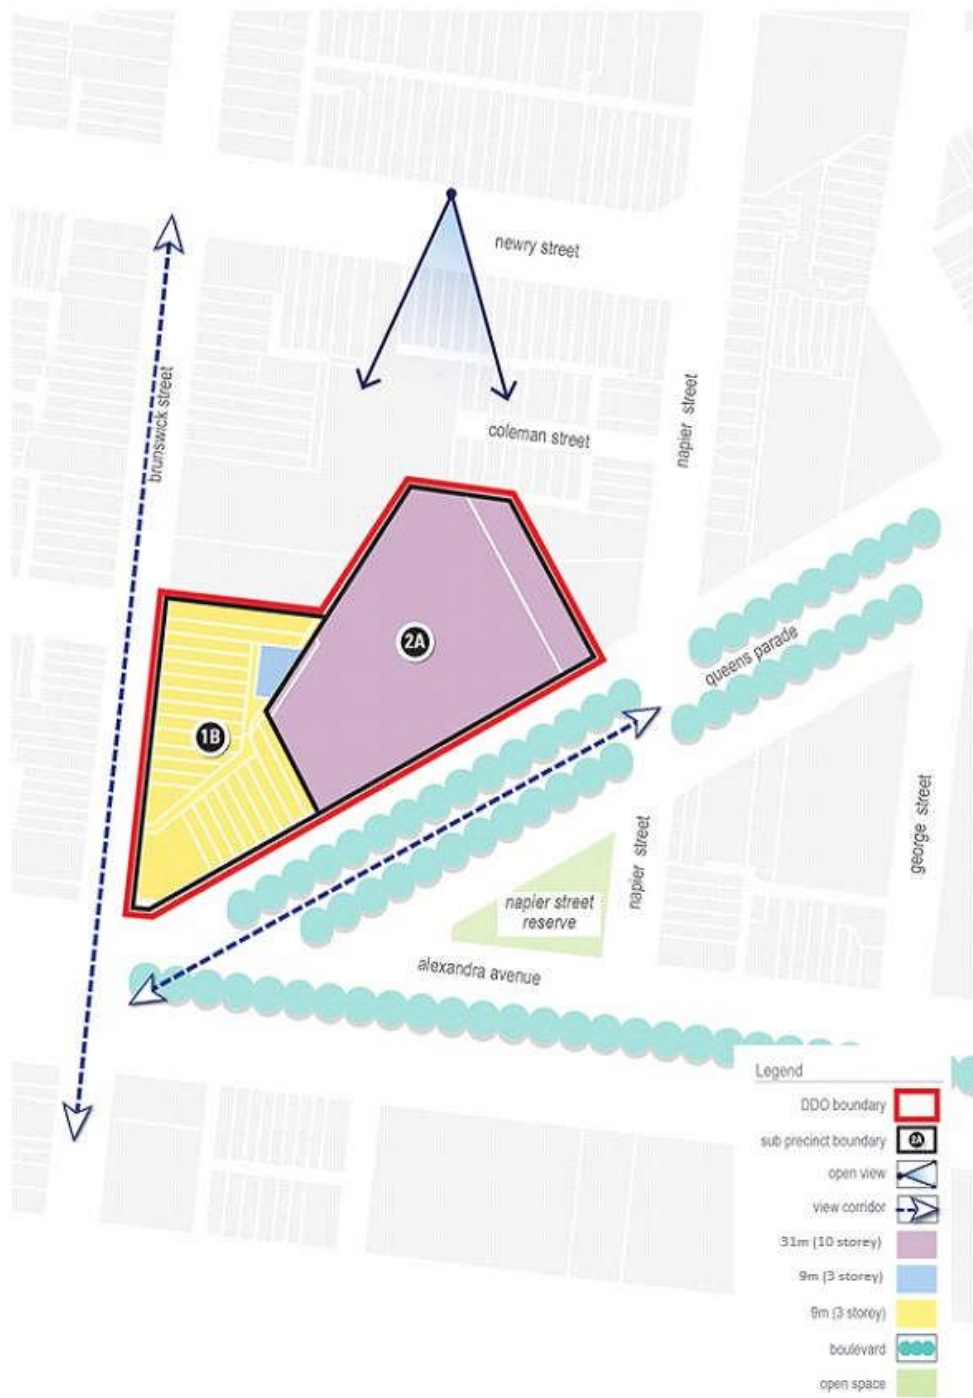 newry street
brunswick street
napier street
coleman street
2A
queens parade
1B
napier street
george street
napier street
reserve
alexandra avenue
Legend
DDO boundary
sub precinct boundary
2A
open view
view corridor
31m (10 storey)
9m (3 storey)
9m (3 storey)
boulevard
open space